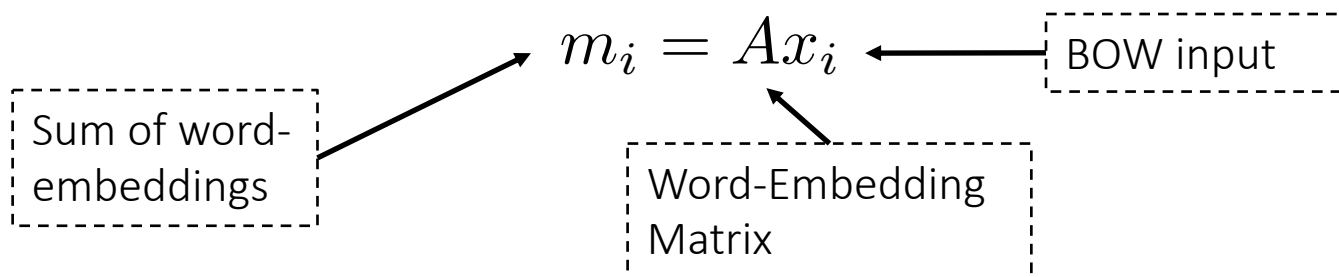 m_i = Ax_i
BOW input
Sum of word-
embeddings
Word-Embedding
Matrix